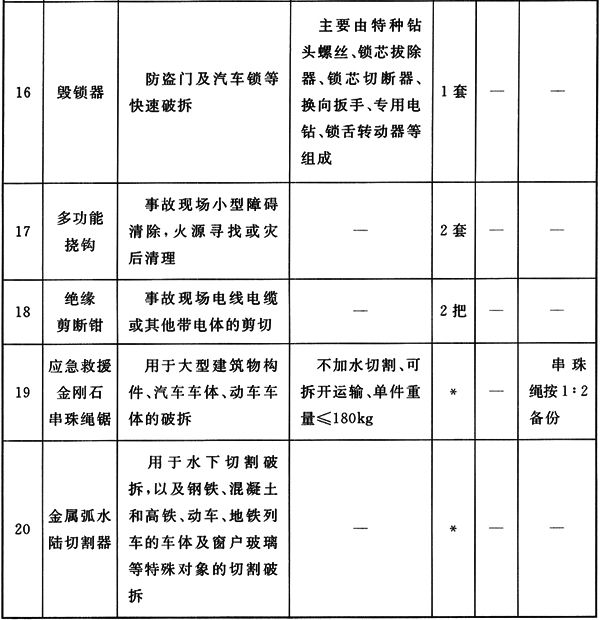 16
毁锁器
防盗门及汽车锁等
快速破拆
主要由特种钻
头螺丝、锁芯拔除
器、锁芯切断器、
换向扳手、专用电
钻、锁舌转动器等
组成
1套
—
—
17
多功能
挠钩
事故现场小型障碍
清除,火源寻找或灾
后清理
—
2套
—
—
18
绝缘
剪断钳
事故现场电线电缆
或其他带电体的剪切
—
2把
—
—
19
应急救援
金刚石
串珠绳锯
用于大型建筑物构
件、汽车车体、动车车
体的破拆
不加水切割、可
拆开运输、单件重
量≤180kg
*
—
串珠
绳按1:2
备份
20
金属弧水
陆切割器
用于水下切割破
拆,以及钢铁、混凝土
和高铁、动车、地铁列
车的车体及窗户玻璃
等特殊对象的切割破
拆
—
*
—
—